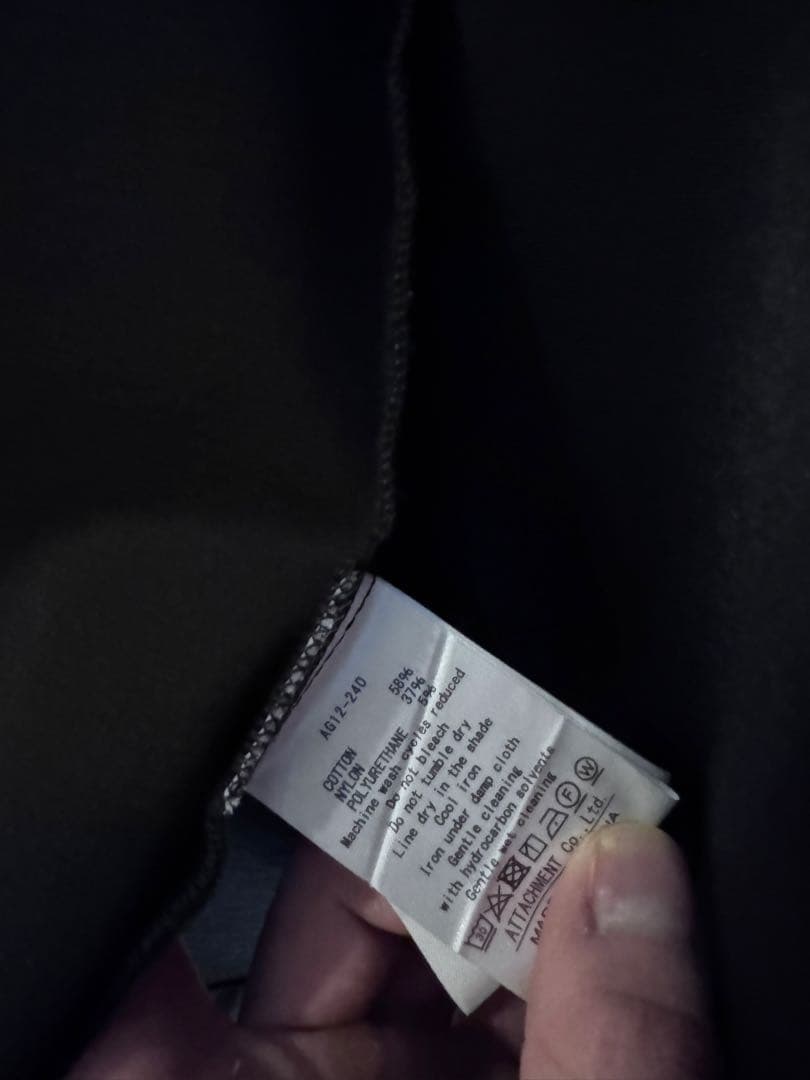 AG12-240
COTTON 58%
NYLON 37%
POLYURETHANE 5%
Machine wash cycles reduced
Do not bleach
Do not tumble dry
Line dry in the shade
Cool iron
Iron under damp cloth
Gentle cleaning
with hydrocarbon solvents
Gentle wet cleaning
30 F W
ATTACHMENT Co., Ltd.